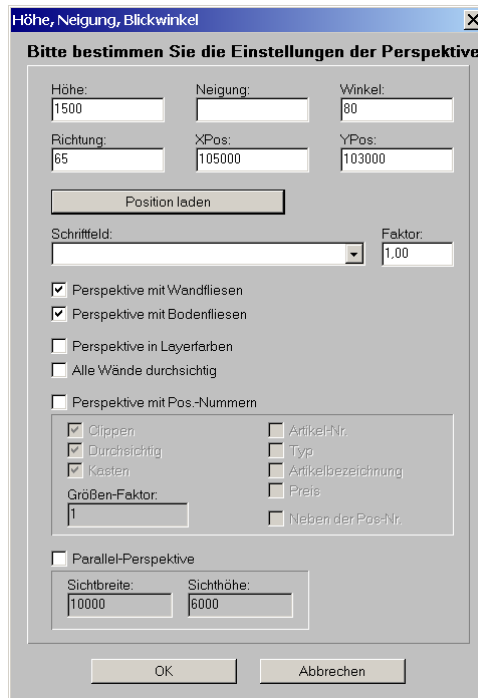 Höhe, Neigung, Blickwinkel
Bitte bestimmen Sie die Einstellungen der Perspektive
Höhe: Neigung: Winkel:
1500 80
Richtung: XPos: YPos:
65 105000 103000
Position laden
Schriftfeld: Faktor:
1,00
Perspektive mit Wandfliesen
Perspektive mit Bodenfliesen
Perspektive in Layerfarben
Alle Wände durchsichtig
Perspektive mit Pos.-Nummern
Clippen Artikel-Nr.
Durchsichtig Typ
Kasten Artikelbezeichnung
Größen-Faktor: Preis
1 Neben der Pos-Nr.
Parallel-Perspektive
Sichtbreite: Sichthöhe:
10000 6000
OK Abbrechen